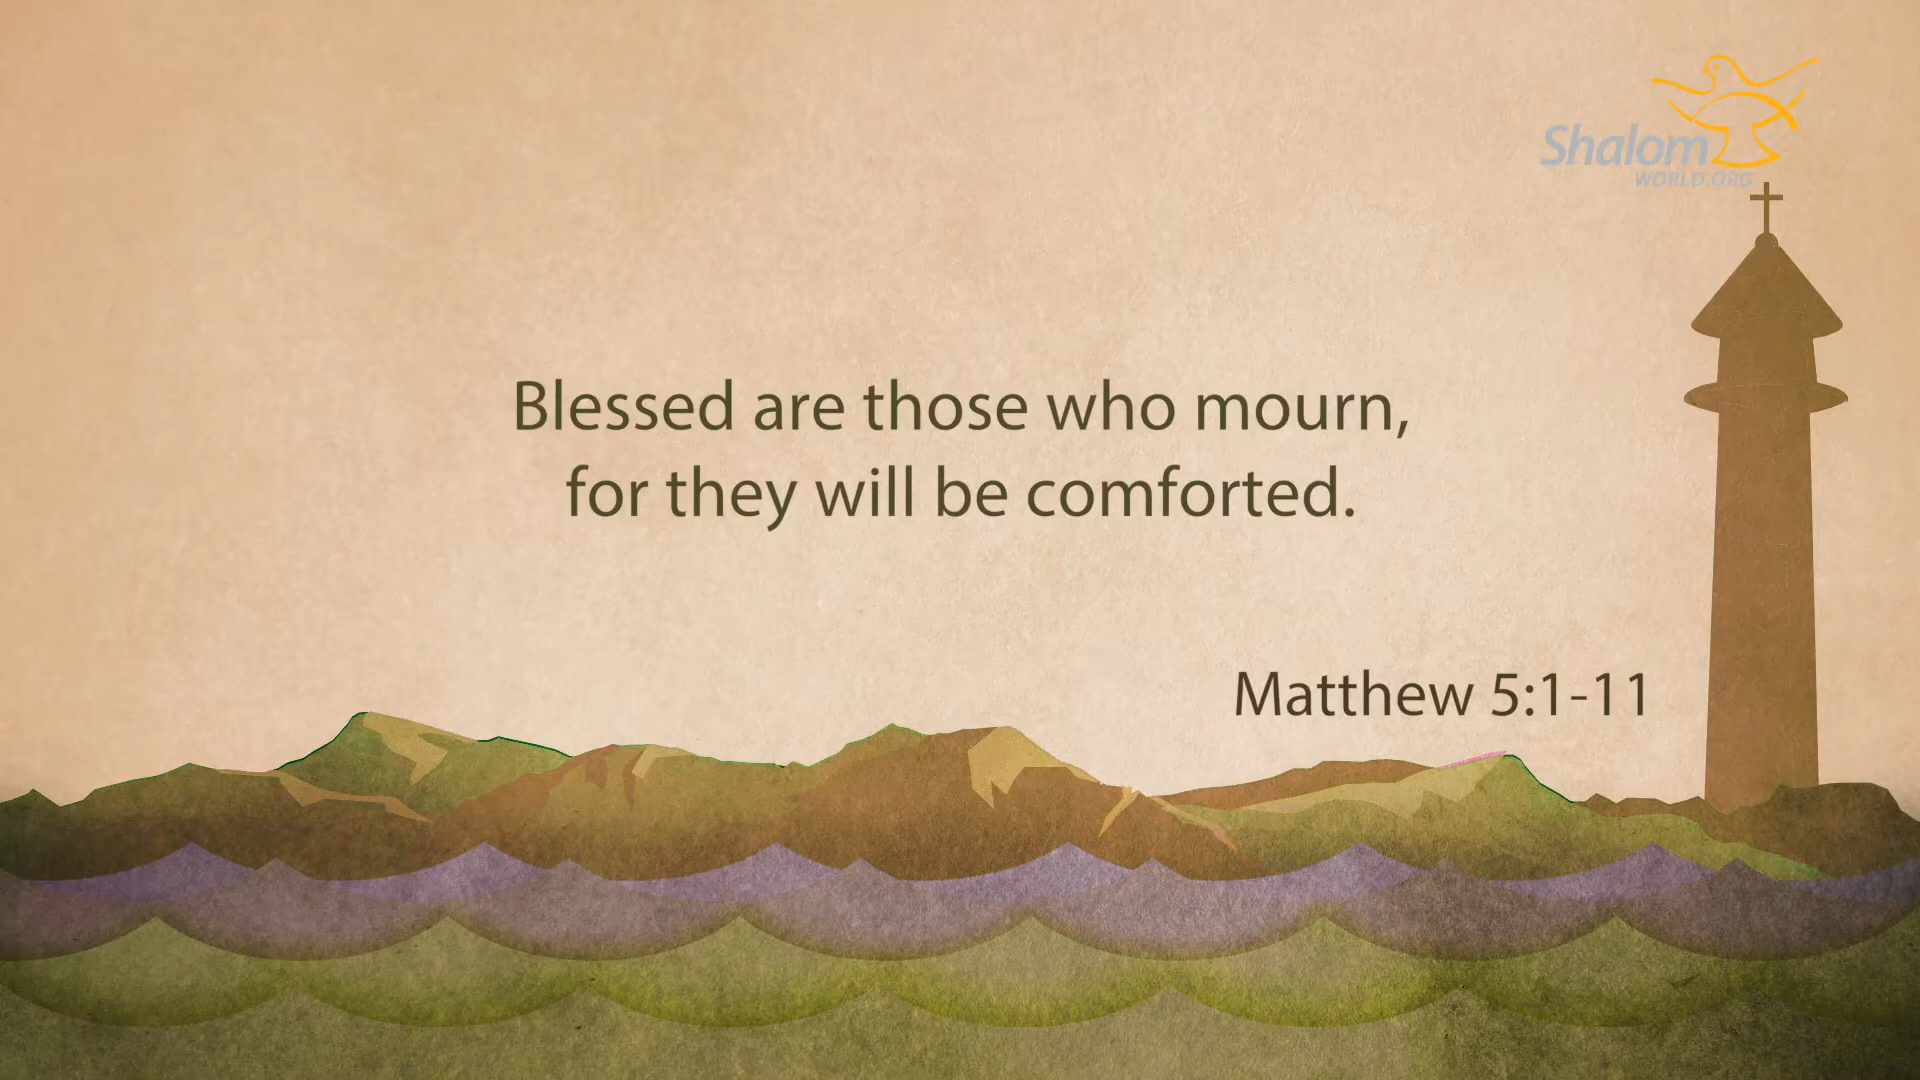 Shalom
WORLD.ORG
Blessed are those who mourn,
for they will be comforted.
Matthew 5:1-11